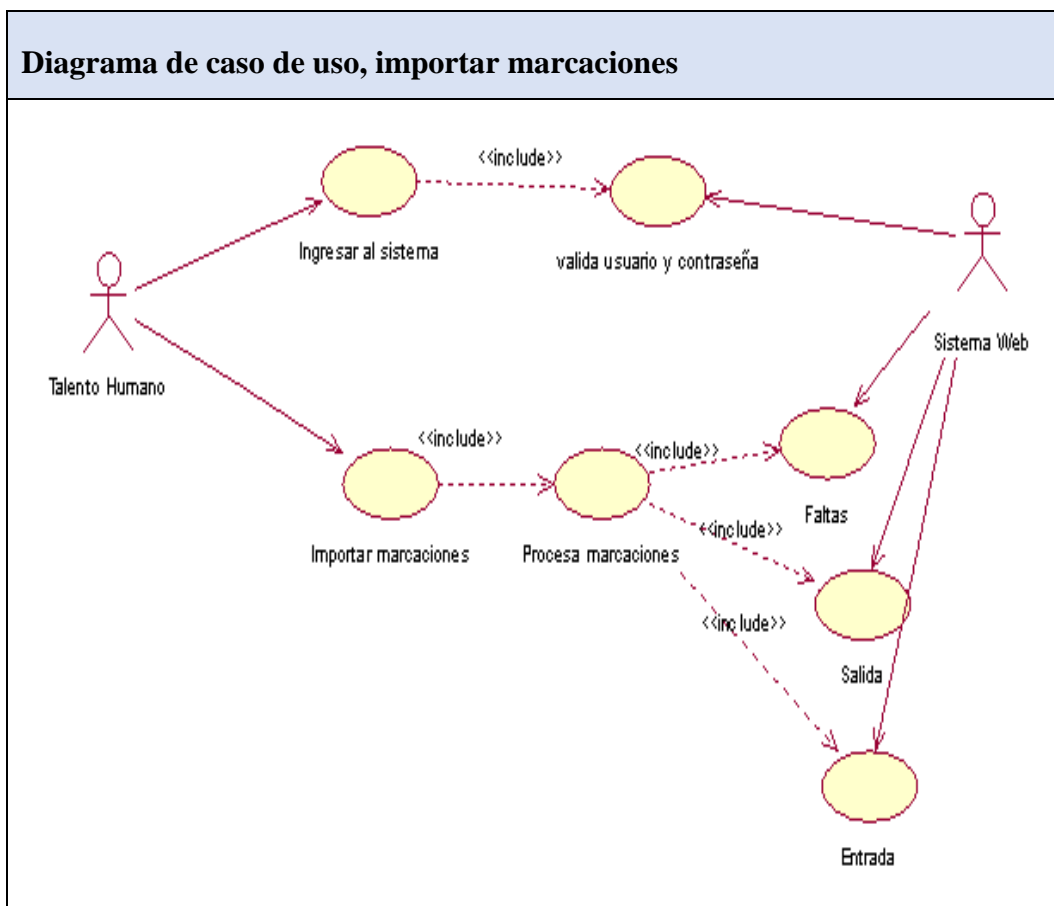 Diagrama de caso de uso, importar marcaciones
<<include>>
Ingresar al sistema
valida usuario y contraseña
Talento Humano
Sistema Web
<<include>>
<<include>>
Faltas
Importar marcaciones
Procesa marcaciones
<<include>>
<<include>>
Salida
Entrada